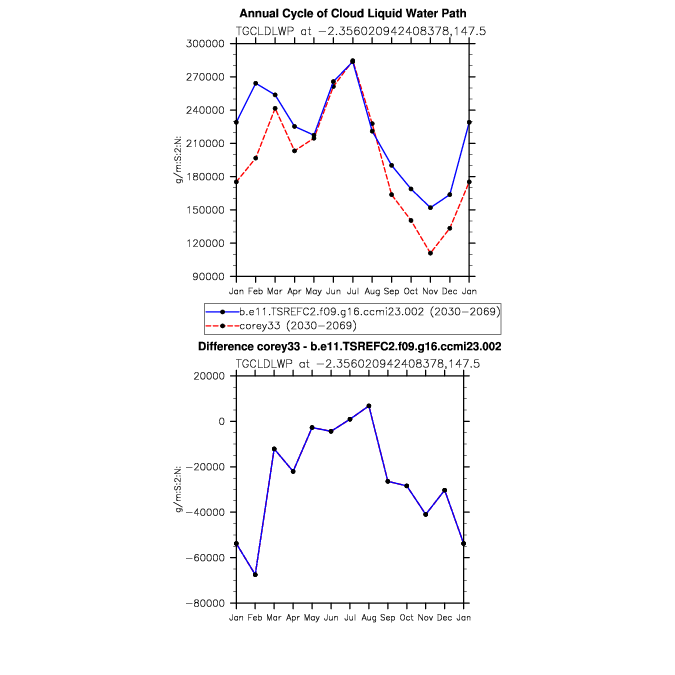 Annual Cycle of Cloud Liquid Water Path
TGCLDLWP at −2.356020942408378,147.5
300000
270000
240000
210000
180000
150000
120000
90000
g/m:S:2:N:
Jan Feb Mar Apr May Jun Jul Aug Sep Oct Nov Dec Jan
b.e11.TSREFC2.f09.g16.ccmi23.002 (2030−2069)
corey33 (2030−2069)
Difference corey33 - b.e11.TSREFC2.f09.g16.ccmi23.002
TGCLDLWP at −2.356020942408378,147.5
20000
0
−20000
−40000
−60000
−80000
g/m:S:2:N:
Jan Feb Mar Apr May Jun Jul Aug Sep Oct Nov Dec Jan